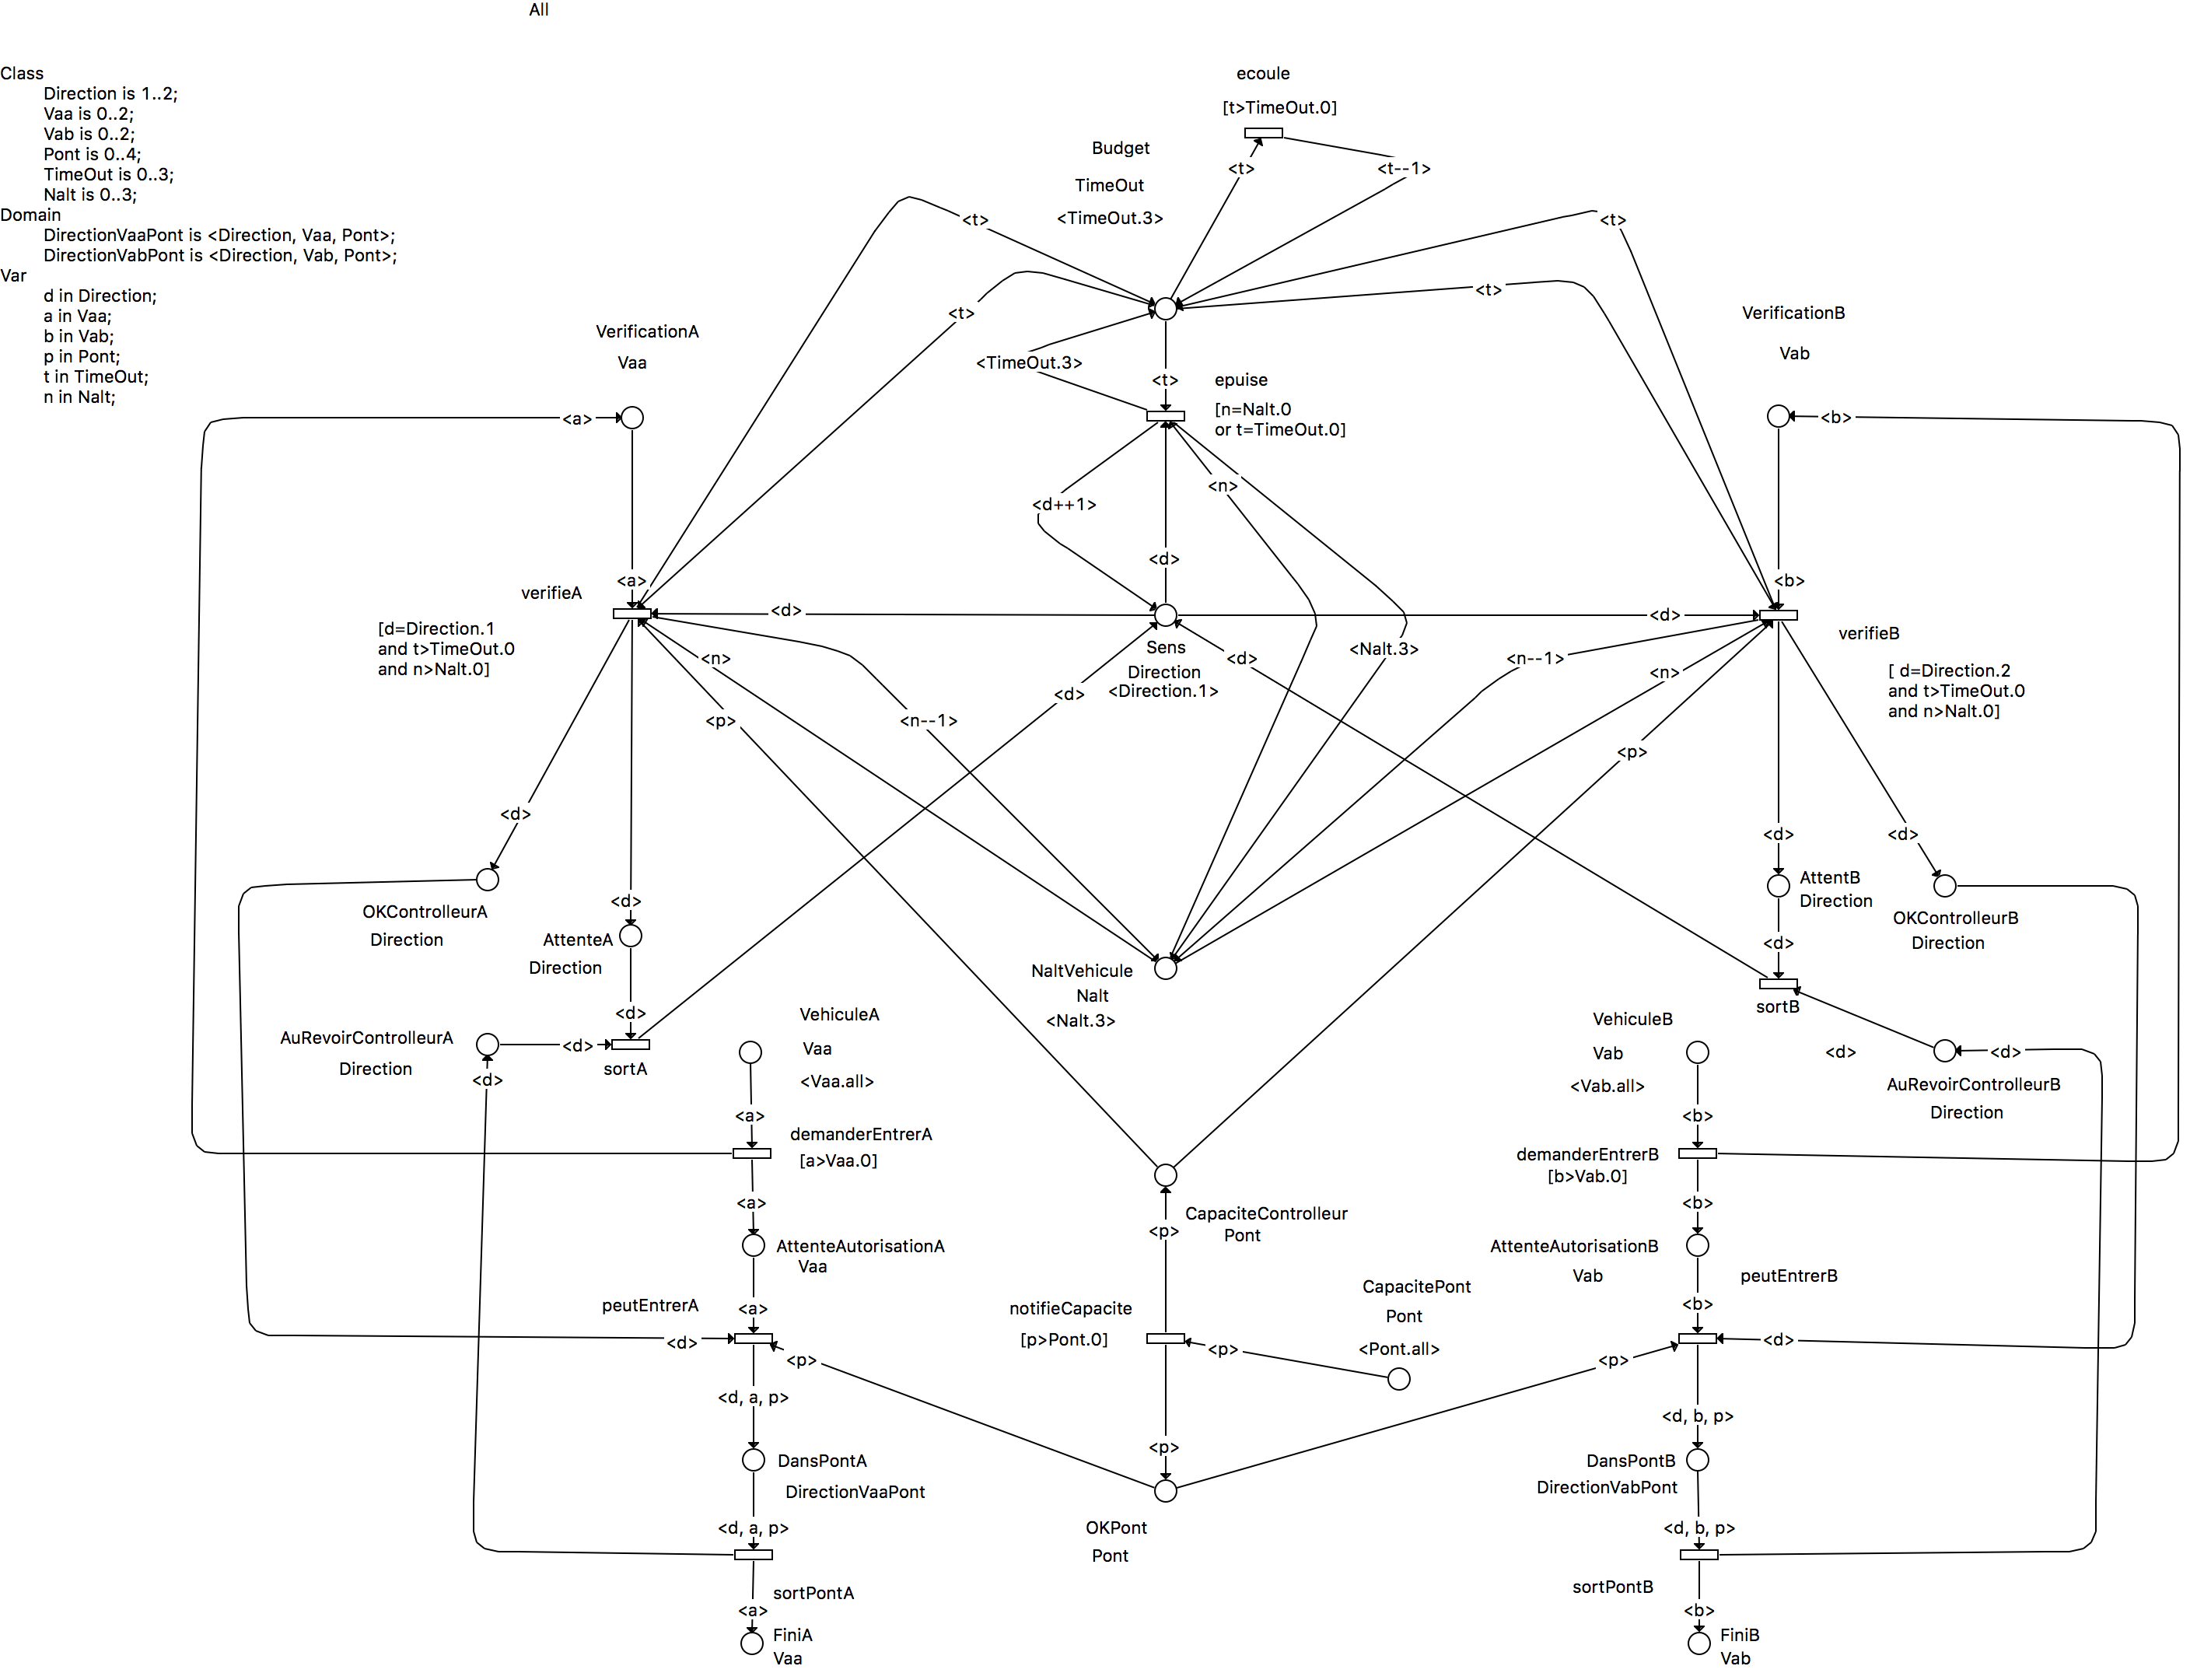 All
Class
Direction is 1..2;
Vaa is 0..2;
Vab is 0..2;
Pont is 0..4;
TimeOut is 0..3;
Nalt is 0..3;
Domain
DirectionVaaPont is <Direction, Vaa, Pont>;
DirectionVabPont is <Direction, Vab, Pont>;
Var
d in Direction;
a in Vaa;
b in Vab;
p in Pont;
t in TimeOut;
n in Nalt;
ecoule
[t>TimeOut.0]
Budget
TimeOut
<TimeOut.3>
<t>
<t--1>
<t>
<t>
<t>
<t>
<TimeOut.3>
<t>
epuise
[n=Nalt.0
or t=TimeOut.0]
VerificationA
Vaa
VerificationB
Vab
<a>
<b>
<n>
<d++1>
<d>
<a>
<b>
verifieA
[d=Direction.1
and t>TimeOut.0
and n>Nalt.0]
<d>
<d>
verifieB
[ d=Direction.2
and t>TimeOut.0
and n>Nalt.0]
Sens
Direction
<Direction.1>
<n>
<d>
<Nalt.3>
<n--1>
<n>
<d>
<p>
<n--1>
<p>
<d>
<d>
<d>
OKControlleurA
Direction
<d>
AttenteA
Direction
AttentB
Direction
OKControlleurB
Direction
<d>
NaltVehicule
Nalt
<Nalt.3>
sortB
<d>
AuRevoirControlleurA
Direction
<d>
sortA
<d>
VehiculeA
Vaa
<Vaa.all>
VehiculeB
Vab
<Vab.all>
<d>
<d>
AuRevoirControlleurB
Direction
<a>
<b>
demanderEntrerA
[a>Vaa.0]
demanderEntrerB
[b>Vab.0]
<a>
<b>
CapaciteControlleur
Pont
<p>
AttenteAutorisationA
Vaa
AttenteAutorisationB
Vab
CapacitePont
Pont
<Pont.all>
peutEntrerA
<a>
notifieCapacite
[p>Pont.0]
peutEntrerB
<b>
<d>
<p>
<p>
<p>
<d>
<d, a, p>
<d, b, p>
<p>
DansPontA
DirectionVaaPont
DansPontB
DirectionVabPont
<d, a, p>
OKPont
Pont
<d, b, p>
sortPontA
<a>
sortPontB
<b>
FiniA
Vaa
FiniB
Vab